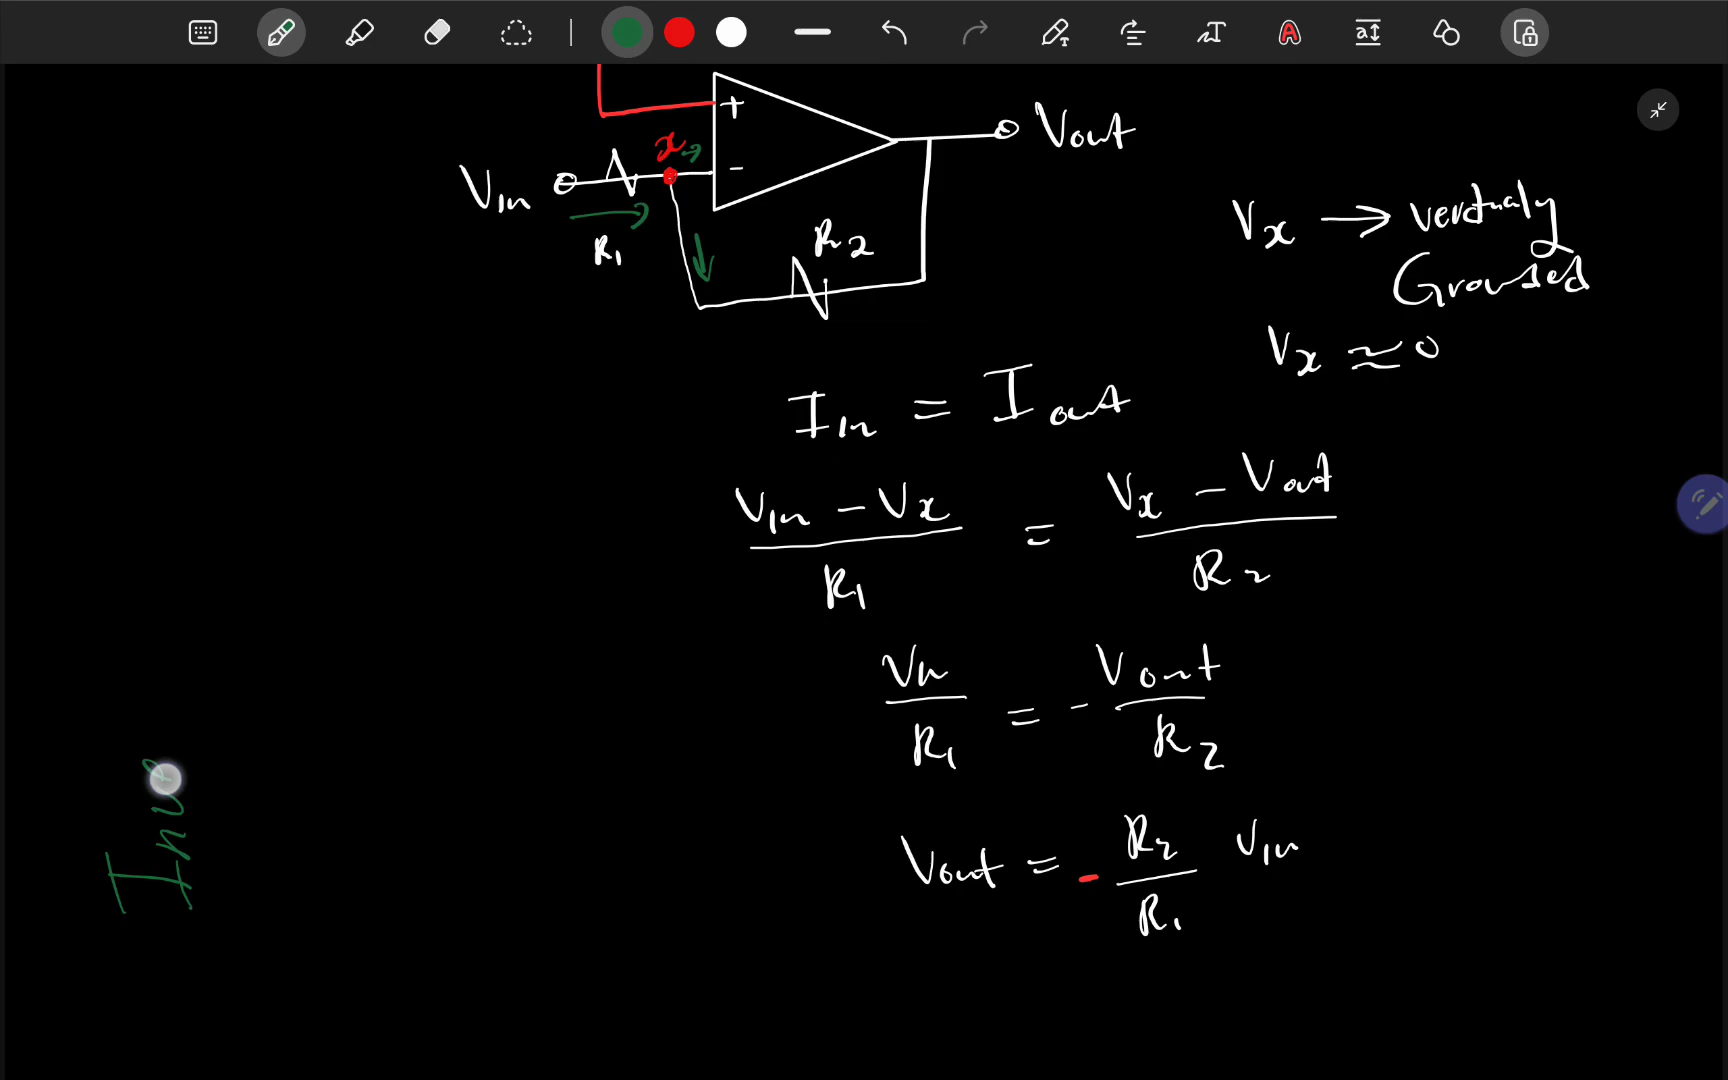 +
Vout
x
-
Vin
R1
R2
Vx → vertualy
Grounded
Vx ≈ 0
Iin = Iout
Vin - Vx / R1 = Vx - Vout / R2
Vin / R1 = - Vout / R2
Vout = - R2 / R1 Vin
Inv